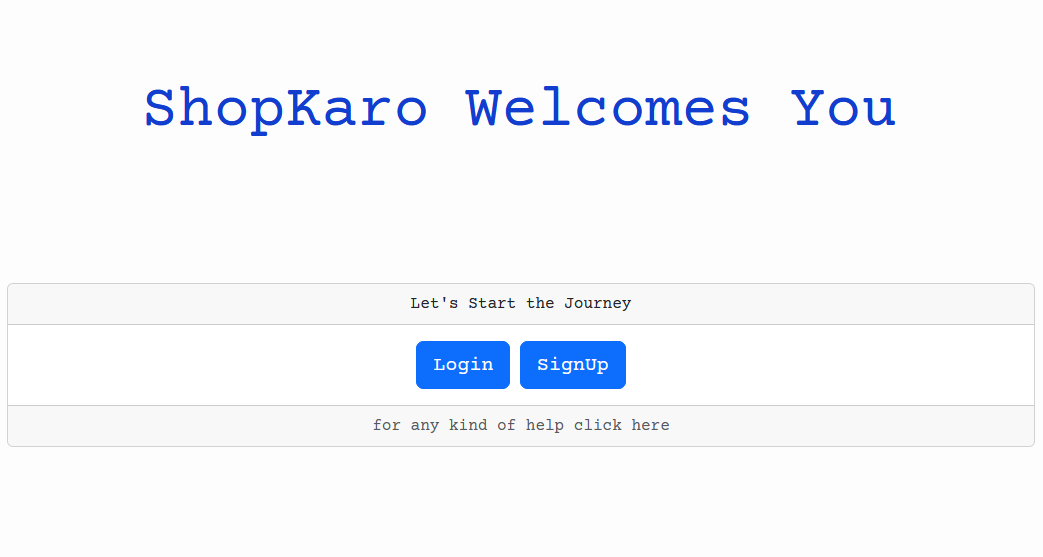 ShopKaro Welcomes You
Let's Start the Journey
Login SignUp
for any kind of help click here